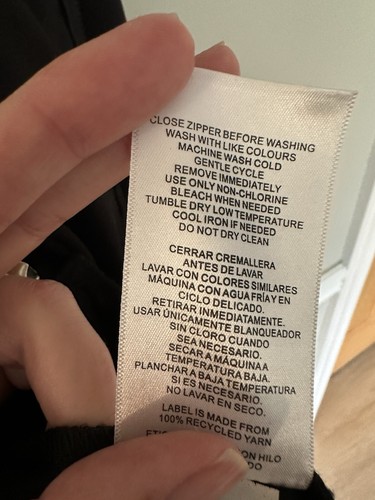 CLOSE ZIPPER BEFORE WASHING
WASH WITH LIKE COLOURS
MACHINE WASH COLD
GENTLE CYCLE
REMOVE IMMEDIATELY
USE ONLY NON-CHLORINE
BLEACH WHEN NEEDED
TUMBLE DRY LOW TEMPERATURE
COOL IRON IF NEEDED
DO NOT DRY CLEAN
CERRAR CREMALLERA
ANTES DE LAVAR
LAVAR CON COLORES SIMILARES
MÁQUINA CON AGUA FRÍA Y EN
CICLO DELICADO.
RETIRAR INMEDIATAMENTE.
USAR ÚNICAMENTE BLANQUEADOR
SIN CLORO CUANDO
SEA NECESARIO.
SECAR A MÁQUINA A
TEMPERATURA BAJA.
PLANCHAR A BAJA TEMPERATURA
SI ES NECESARIO.
NO LAVAR EN SECO.
LABEL IS MADE FROM
100% RECYCLED YARN
HILO